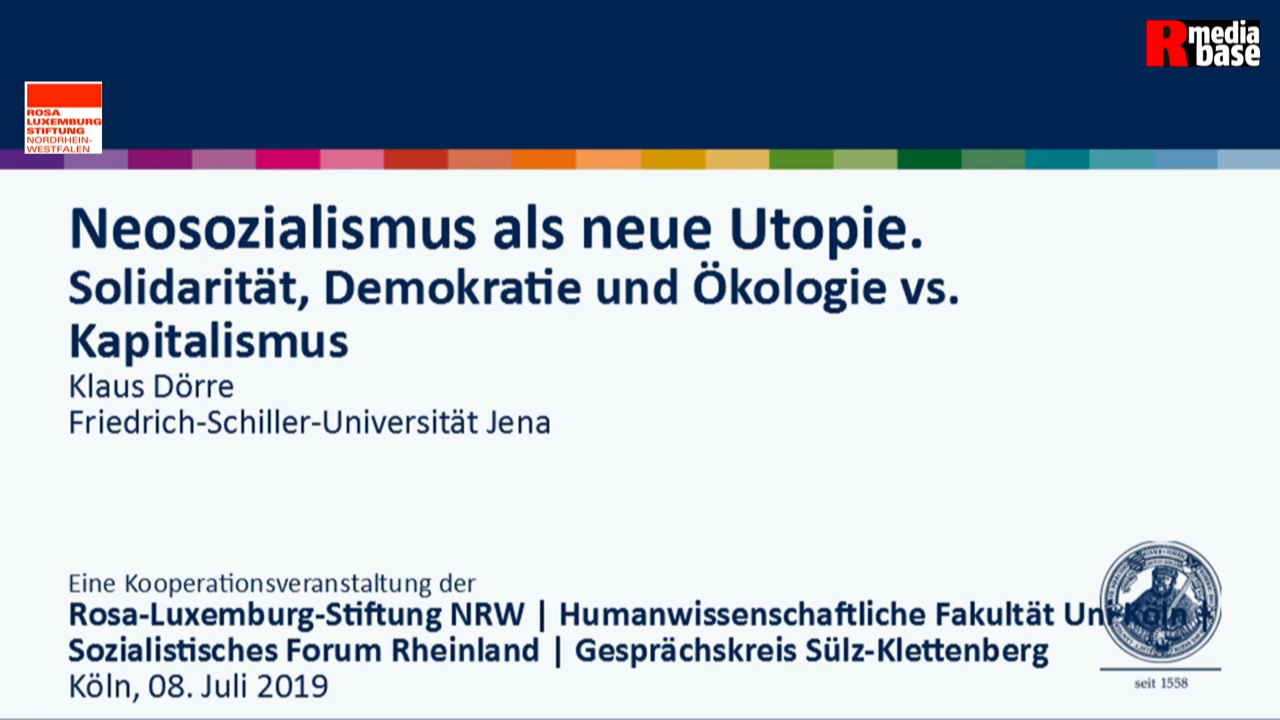 R media
base
ROSA
LUXEMBURG
STIFTUNG
NORDRHEIN-
WESTFALEN
Neosozialismus als neue Utopie.
Solidarität, Demokratie und Ökologie vs.
Kapitalismus
Klaus Dörre
Friedrich-Schiller-Universität Jena
Eine Kooperationsveranstaltung der
Rosa-Luxemburg-Stiftung NRW | Humanwissenschaftliche Fakultät Uni-Köln |
Sozialistisches Forum Rheinland | Gesprächskreis Sülz-Klettenberg
Köln, 08. Juli 2019
seit 1558